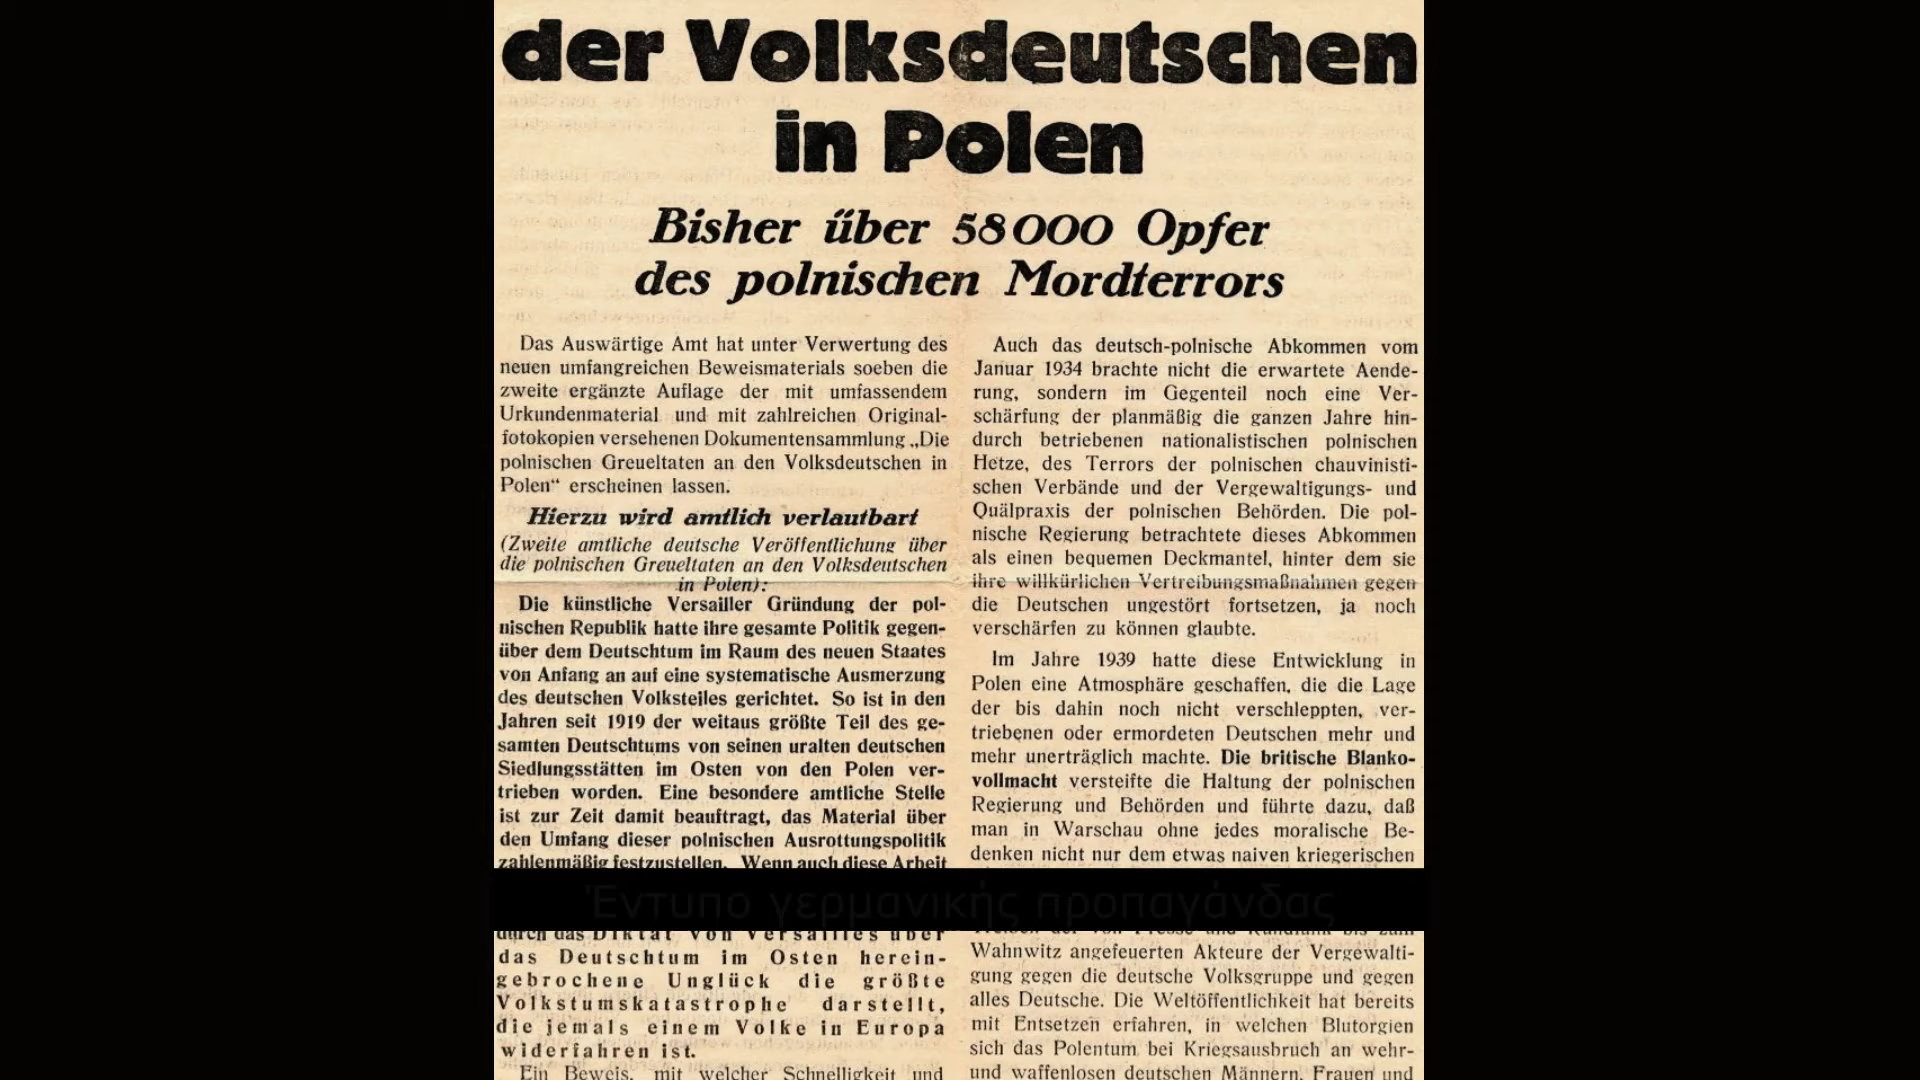 der Volksdeutschen
in Polen
Bisher über 58000 Opfer
des polnischen Mordterrors
Das Auswärtige Amt hat unter Verwertung des
neuen umfangreichen Beweismaterials soeben die
zweite ergänzte Auflage der mit umfassendem
Urkundenmaterial und mit zahlreichen Original-
fotokopien versehenen Dokumentensammlung „Die
polnischen Greueltaten an den Volksdeutschen in
Polen“ erscheinen lassen.
Hierzu wird amtlich verlautbart
(Zweite amtliche deutsche Veröffentlichung über
die polnischen Greueltaten an den Volksdeutschen
in Polen):
Die künstliche Versailler Gründung der pol-
nischen Republik hatte ihre gesamte Politik gegen-
über dem Deutschtum im Raum des neuen Staates
von Anfang an auf eine systematische Ausmerzung
des deutschen Volksteiles gerichtet. So ist in den
Jahren seit 1919 der weitaus größte Teil des ge-
samten Deutschtums von seinen uralten deutschen
Siedlungsstätten im Osten von den Polen ver-
trieben worden. Eine besondere amtliche Stelle
ist zur Zeit damit beauftragt, das Material über
den Umfang dieser polnischen Ausrottungspolitik
zahlenmäßig festzustellen. Wenn auch diese Arbeit
durch das Diktat von Versailles über
das Deutschtum im Osten herein-
gebrochene Unglück die größte
Volkstumskatastrophe darstellt,
die jemals einem Volke in Europa
widerfahren ist.
Ein Beweis, mit welcher Schnelligkeit und
Auch das deutsch-polnische Abkommen vom
Januar 1934 brachte nicht die erwartete Aende-
rung, sondern im Gegenteil noch eine Ver-
schärfung der planmäßig die ganzen Jahre hin-
durch betriebenen nationalistischen polnischen
Hetze, des Terrors der polnischen chauvinisti-
schen Verbände und der Vergewaltigungs- und
Quälpraxis der polnischen Behörden. Die pol-
nische Regierung betrachtete dieses Abkommen
als einen bequemen Deckmantel, hinter dem sie
ihre willkürlichen Vertreibungsmaßnahmen gegen
die Deutschen ungestört fortsetzen, ja noch
verschärfen zu können glaubte.
Im Jahre 1939 hatte diese Entwicklung in
Polen eine Atmosphäre geschaffen, die die Lage
der bis dahin noch nicht verschleppten, ver-
triebenen oder ermordeten Deutschen mehr und
mehr unerträglich machte. Die britische Blanko-
vollmacht versteifte die Haltung der polnischen
Regierung und Behörden und führte dazu, daß
man in Warschau ohne jedes moralische Be-
denken nicht nur dem etwas naiven kriegerischen
Wahnwitz angefeuerten Akteure der Vergewalti-
gung gegen die deutsche Volksgruppe und gegen
alles Deutsche. Die Weltöffentlichkeit hat bereits
mit Entsetzen erfahren, in welchen Blutorgien
sich das Polentum bei Kriegsausbruch an wehr-
und waffenlosen deutschen Männern, Frauen und
Έντυπο γερμανικής προπαγάνδας